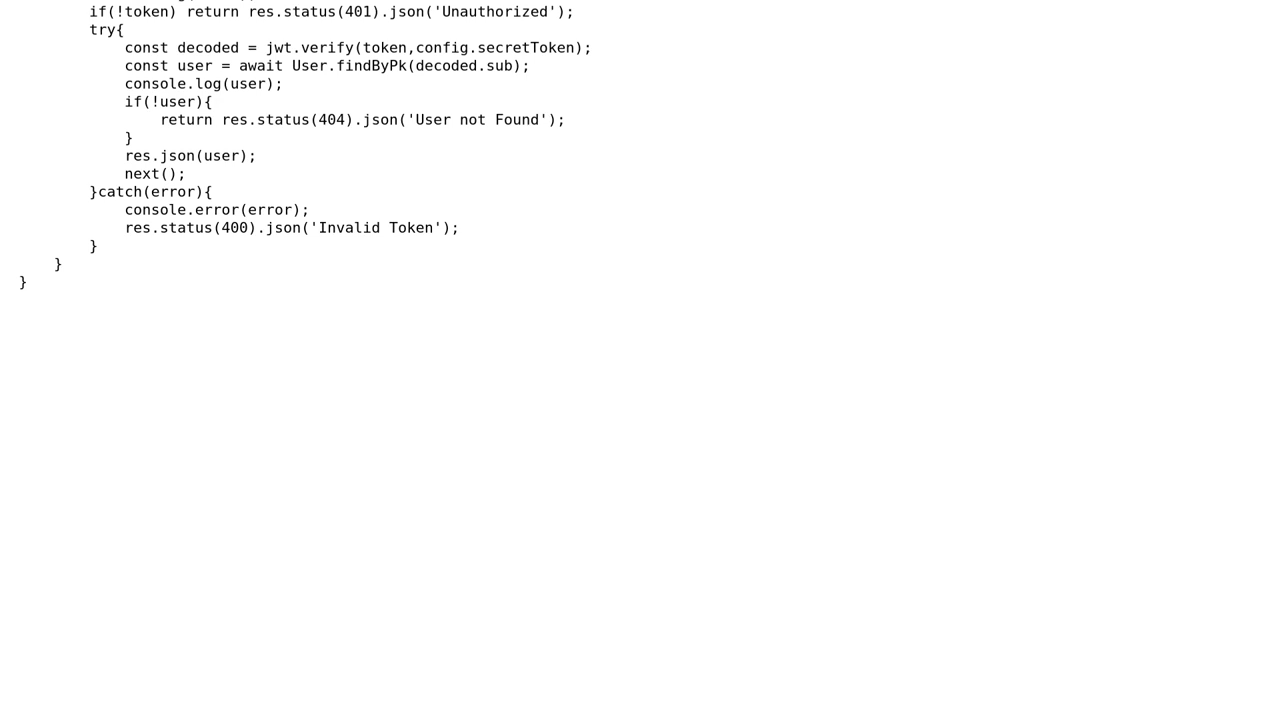 if(!token) return res.status(401).json('Unauthorized');
try{
const decoded = jwt.verify(token,config.secretToken);
const user = await User.findByPk(decoded.sub);
console.log(user);
if(!user){
return res.status(404).json('User not Found');
}
res.json(user);
next();
}catch(error){
console.error(error);
res.status(400).json('Invalid Token');
}
}
}